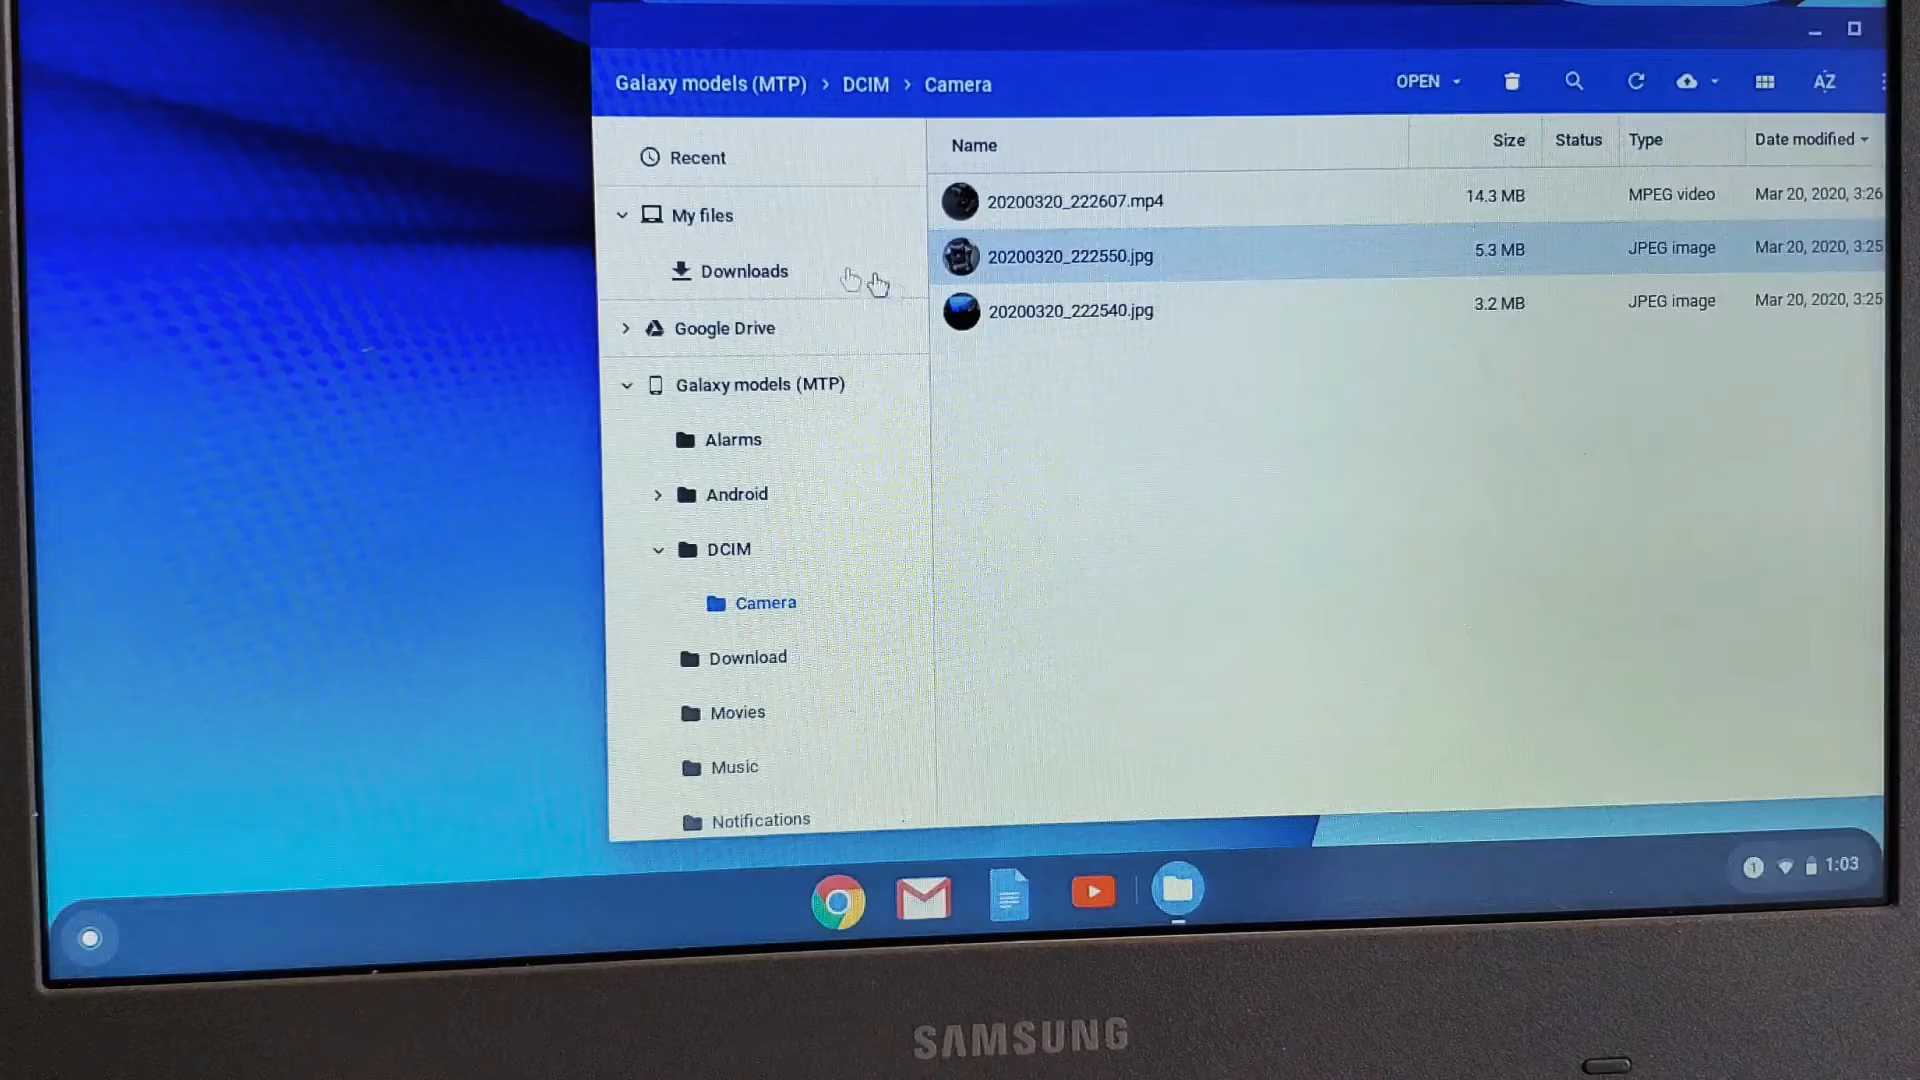 Galaxy models (MTP) > DCIM > Camera
OPEN
AZ
Name Size Status Type Date modified
20200320_222607.mp4 14.3 MB MPEG video Mar 20, 2020, 3:26
20200320_222550.jpg 5.3 MB JPEG image Mar 20, 2020, 3:25
20200320_222540.jpg 3.2 MB JPEG image Mar 20, 2020, 3:25
Recent
My files
Downloads
Google Drive
Galaxy models (MTP)
Alarms
Android
DCIM
Camera
Download
Movies
Music
Notifications
1 1:03
SAMSUNG